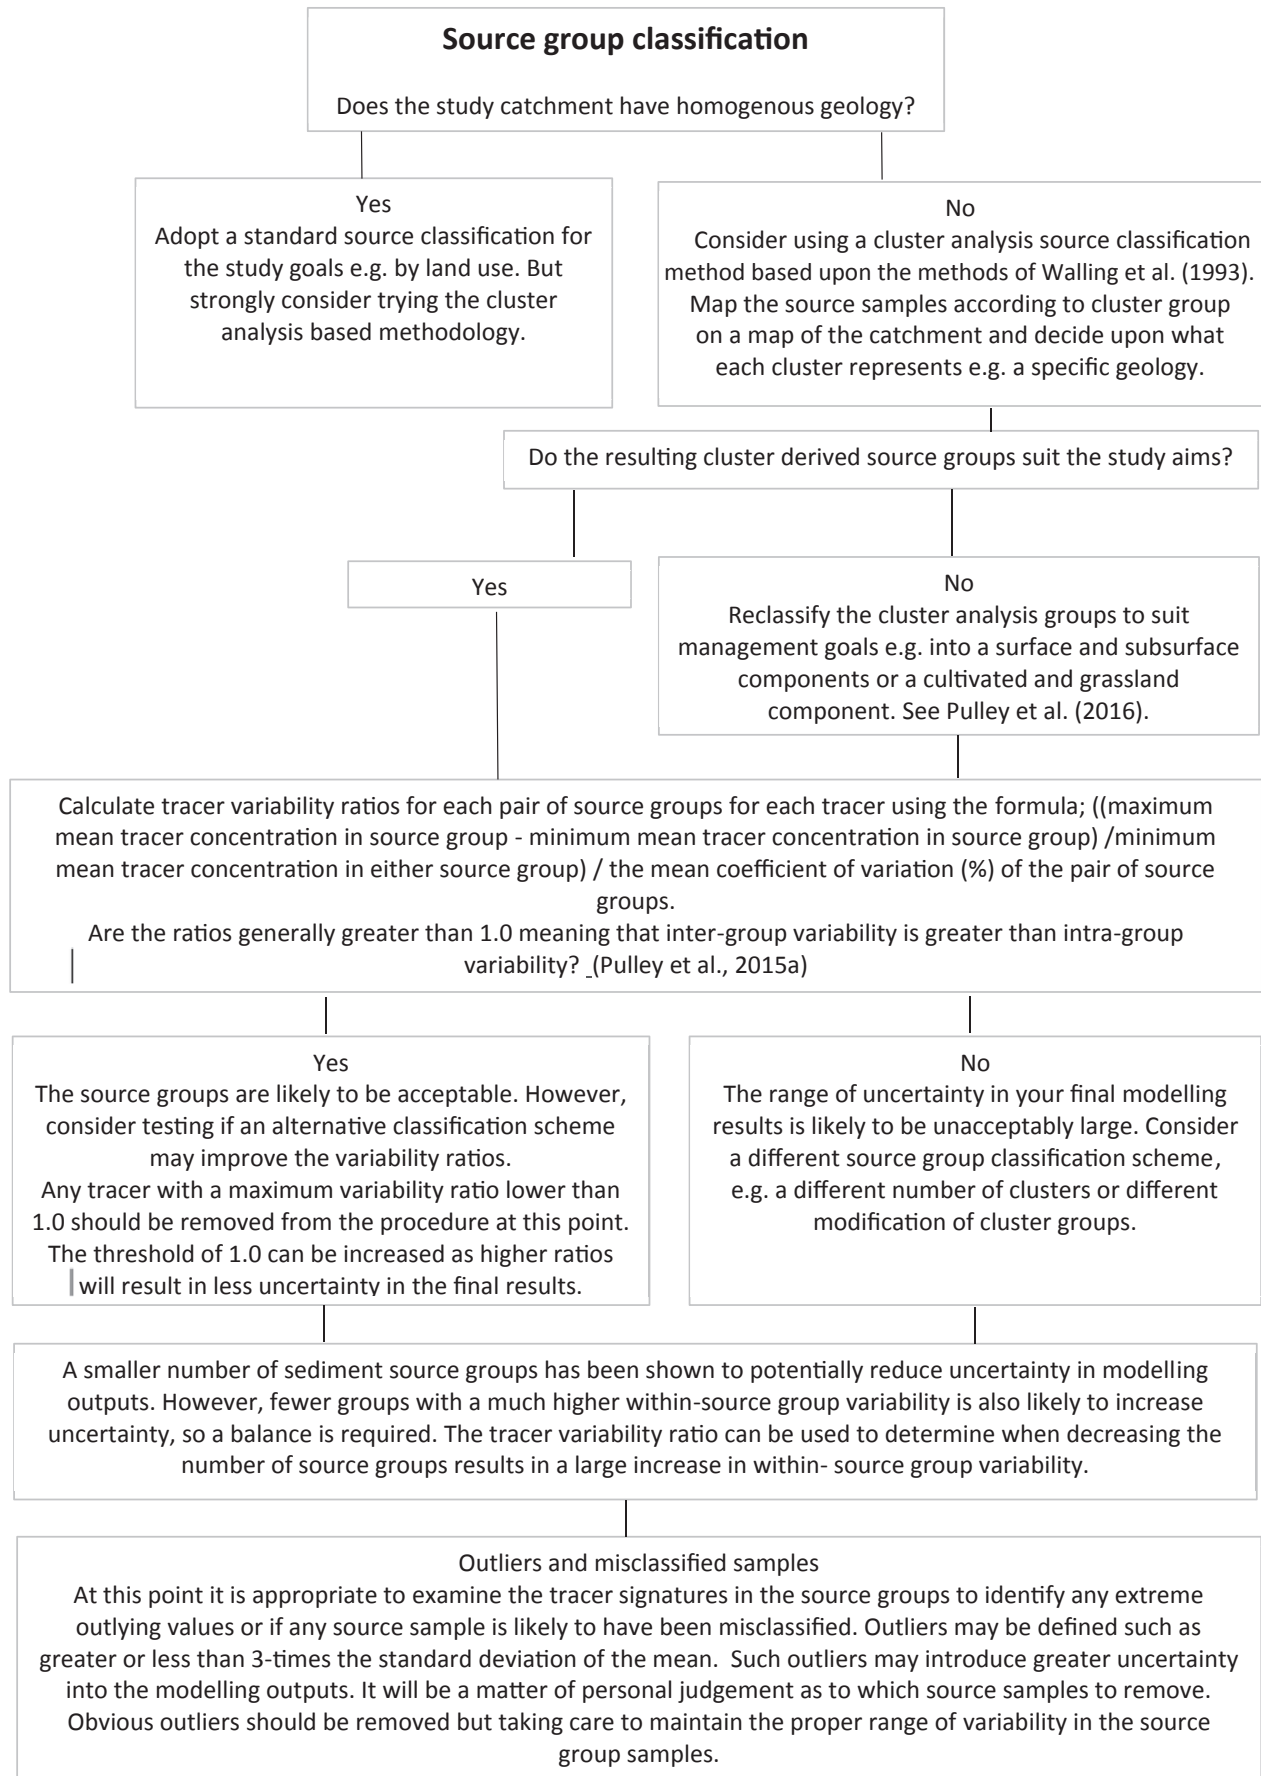 Source group classification
Does the study catchment have homogenous geology?
Yes
Adopt a standard source classification for
the study goals e.g. by land use. But
strongly consider trying the cluster
analysis based methodology.
No
Consider using a cluster analysis source classification
method based upon the methods of Walling et al. (1993).
Map the source samples according to cluster group
on a map of the catchment and decide upon what
each cluster represents e.g. a specific geology.
Do the resulting cluster derived source groups suit the study aims?
Yes
No
Reclassify the cluster analysis groups to suit
management goals e.g. into a surface and subsurface
components or a cultivated and grassland
component. See Pulley et al. (2016).
Calculate tracer variability ratios for each pair of source groups for each tracer using the formula; ((maximum
mean tracer concentration in source group - minimum mean tracer concentration in source group) /minimum
mean tracer concentration in either source group) / the mean coefficient of variation (%) of the pair of source
groups.
Are the ratios generally greater than 1.0 meaning that inter-group variability is greater than intra-group
variability? (Pulley et al., 2015a)
Yes
The source groups are likely to be acceptable. However,
consider testing if an alternative classification scheme
may improve the variability ratios.
Any tracer with a maximum variability ratio lower than
1.0 should be removed from the procedure at this point.
The threshold of 1.0 can be increased as higher ratios
will result in less uncertainty in the final results.
No
The range of uncertainty in your final modelling
results is likely to be unacceptably large. Consider
a different source group classification scheme,
e.g. a different number of clusters or different
modification of cluster groups.
A smaller number of sediment source groups has been shown to potentially reduce uncertainty in modelling
outputs. However, fewer groups with a much higher within-source group variability is also likely to increase
uncertainty, so a balance is required. The tracer variability ratio can be used to determine when decreasing the
number of source groups results in a large increase in within- source group variability.
Outliers and misclassified samples
At this point it is appropriate to examine the tracer signatures in the source groups to identify any extreme
outlying values or if any source sample is likely to have been misclassified. Outliers may be defined such as
greater or less than 3-times the standard deviation of the mean. Such outliers may introduce greater uncertainty
into the modelling outputs. It will be a matter of personal judgement as to which source samples to remove.
Obvious outliers should be removed but taking care to maintain the proper range of variability in the source
group samples.